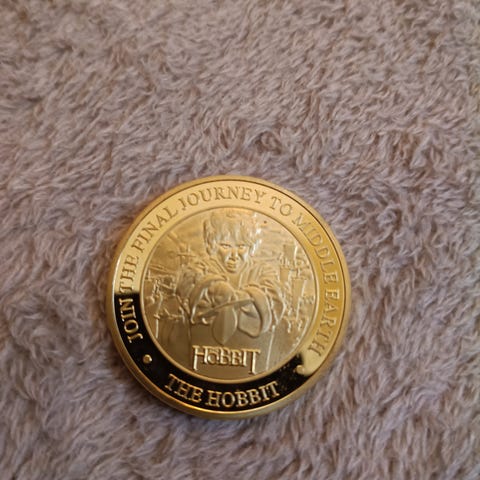 JOIN THE FINAL JOURNEY TO MIDDLE EARTH
HOBBIT
THE HOBBIT